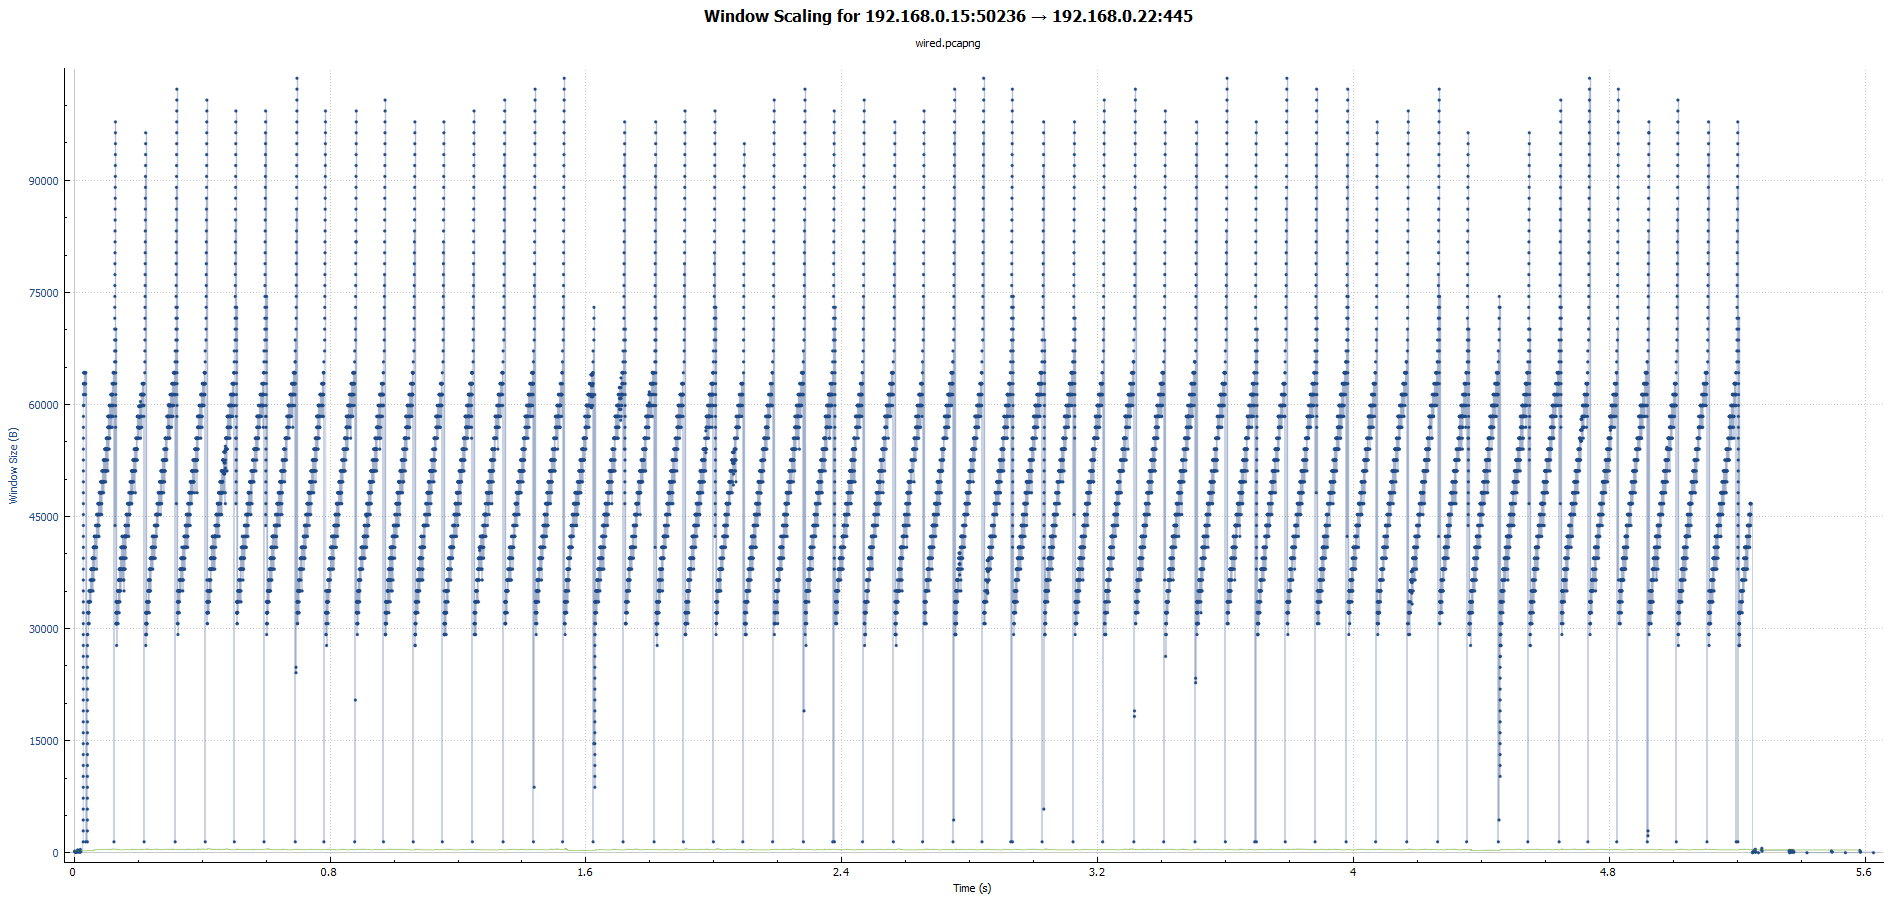 Window Scaling for 192.168.0.15:50236 → 192.168.0.22:445
wired.pcapng
Window Size (B)
90000
75000
60000
45000
30000
15000
0
0 0.8 1.6 2.4 3.2 4 4.8 5.6
Time (s)